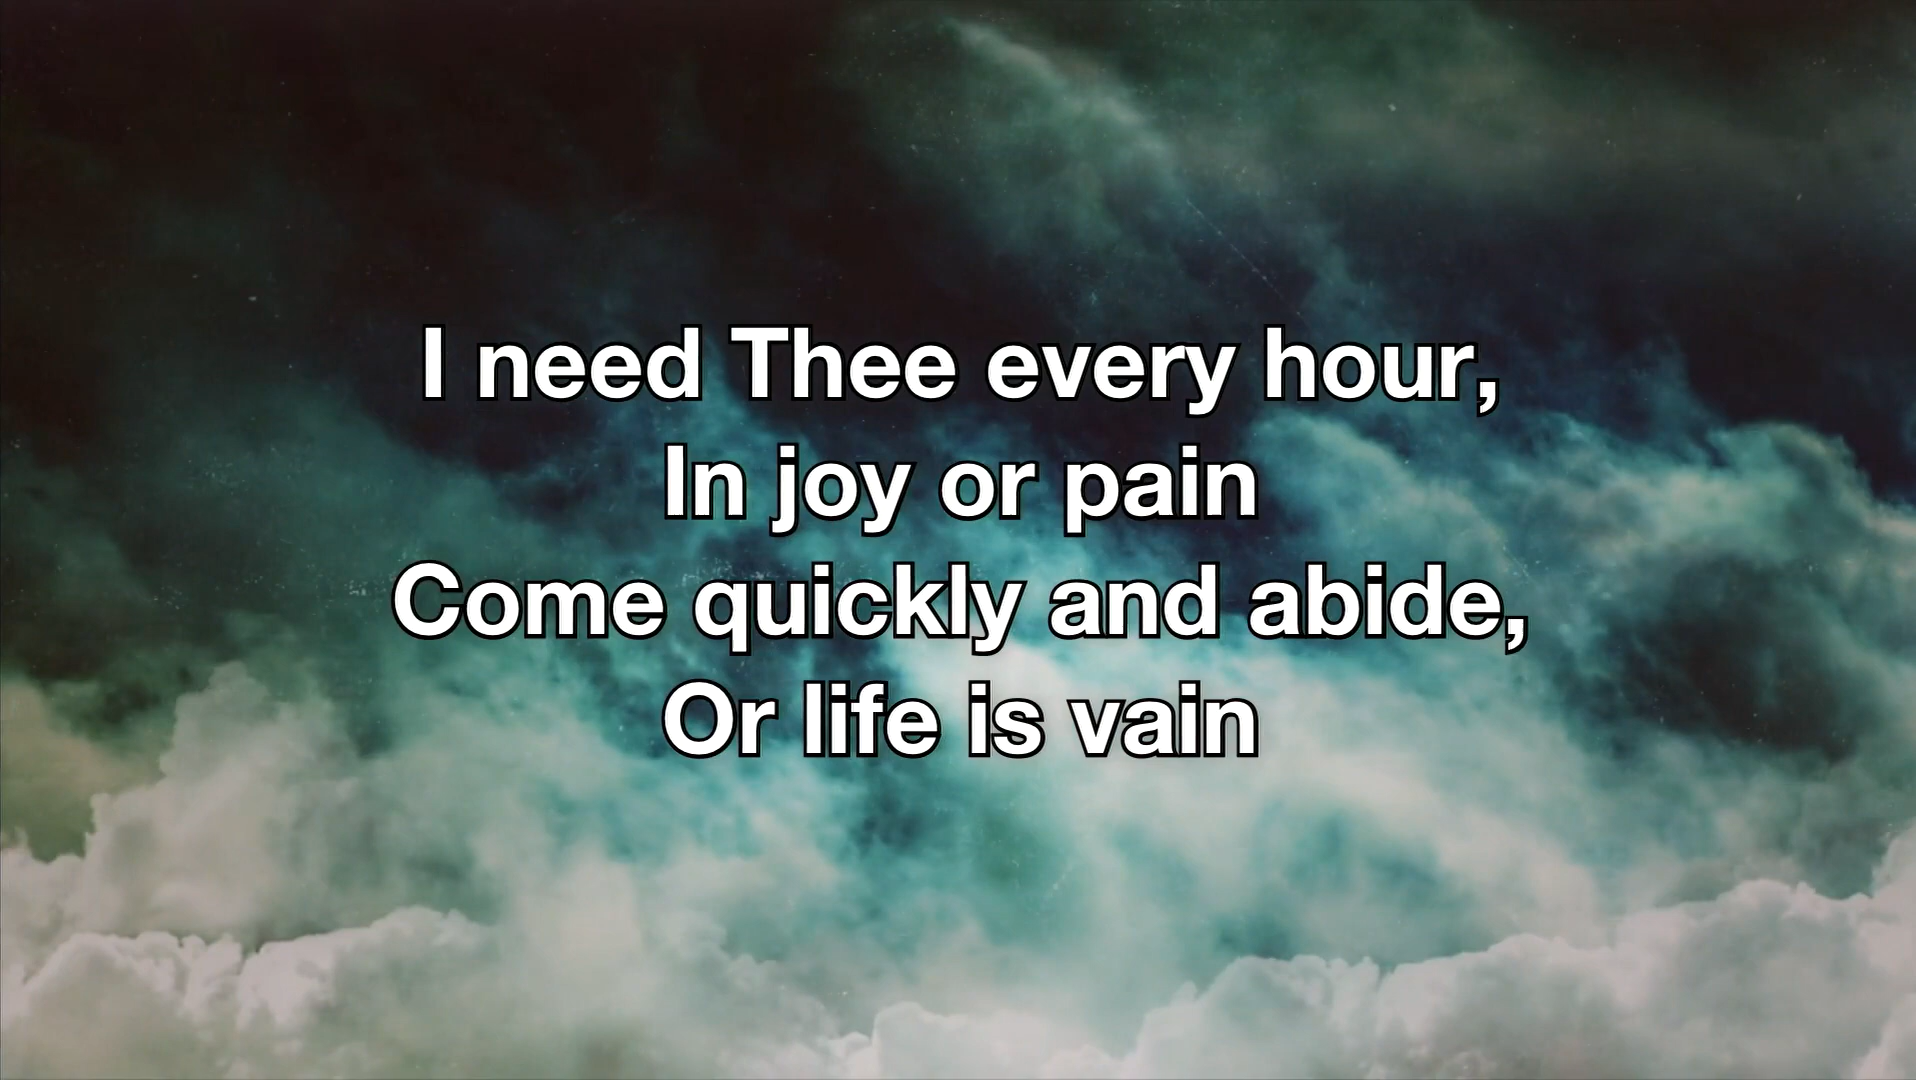 I need Thee every hour,
In joy or pain
Come quickly and abide,
Or life is vain